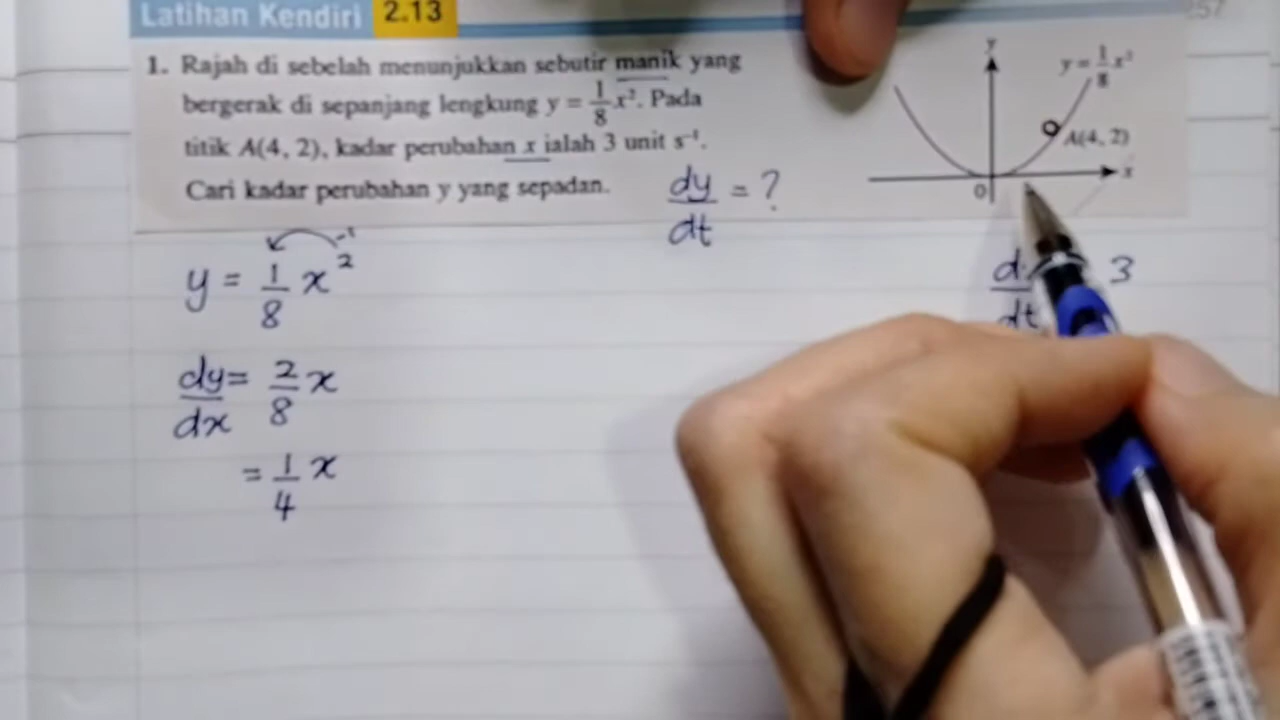 Latihan Kendiri 2.13
257
1. Rajah di sebelah menunjukkan sebutir manik yang
bergerak di sepanjang lengkung y = 1/8 x². Pada
titik A(4, 2), kadar perubahan x ialah 3 unit s⁻¹.
Cari kadar perubahan y yang sepadan.
y
y = 1/8 x²
A(4, 2)
x
0
dy/dt = ?
3
dt
y = 1/8 x² -1
dy/dx = 2/8 x
= 1/4 x